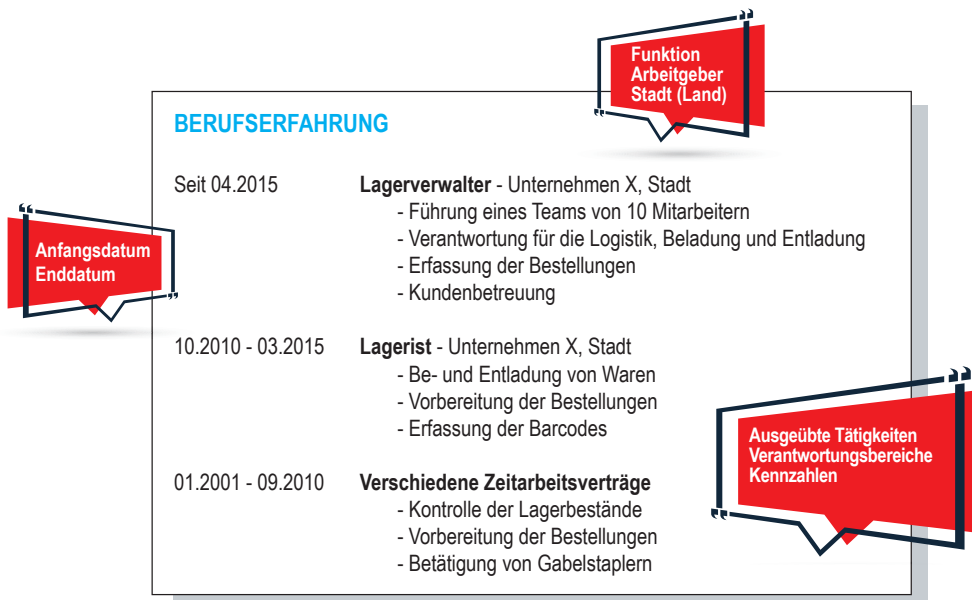 Funktion
Arbeitgeber
Stadt (Land)
BERUFSERFAHRUNG
Seit 04.2015 Lagerverwalter - Unternehmen X, Stadt
- Führung eines Teams von 10 Mitarbeitern
- Verantwortung für die Logistik, Beladung und Entladung
- Erfassung der Bestellungen
- Kundenbetreuung
Anfangsdatum
Enddatum
10.2010 - 03.2015 Lagerist - Unternehmen X, Stadt
- Be- und Entladung von Waren
- Vorbereitung der Bestellungen
- Erfassung der Barcodes
Ausgeübte Tätigkeiten
Verantwortungsbereiche
Kennzahlen
01.2001 - 09.2010 Verschiedene Zeitarbeitsverträge
- Kontrolle der Lagerbestände
- Vorbereitung der Bestellungen
- Betätigung von Gabelstaplern